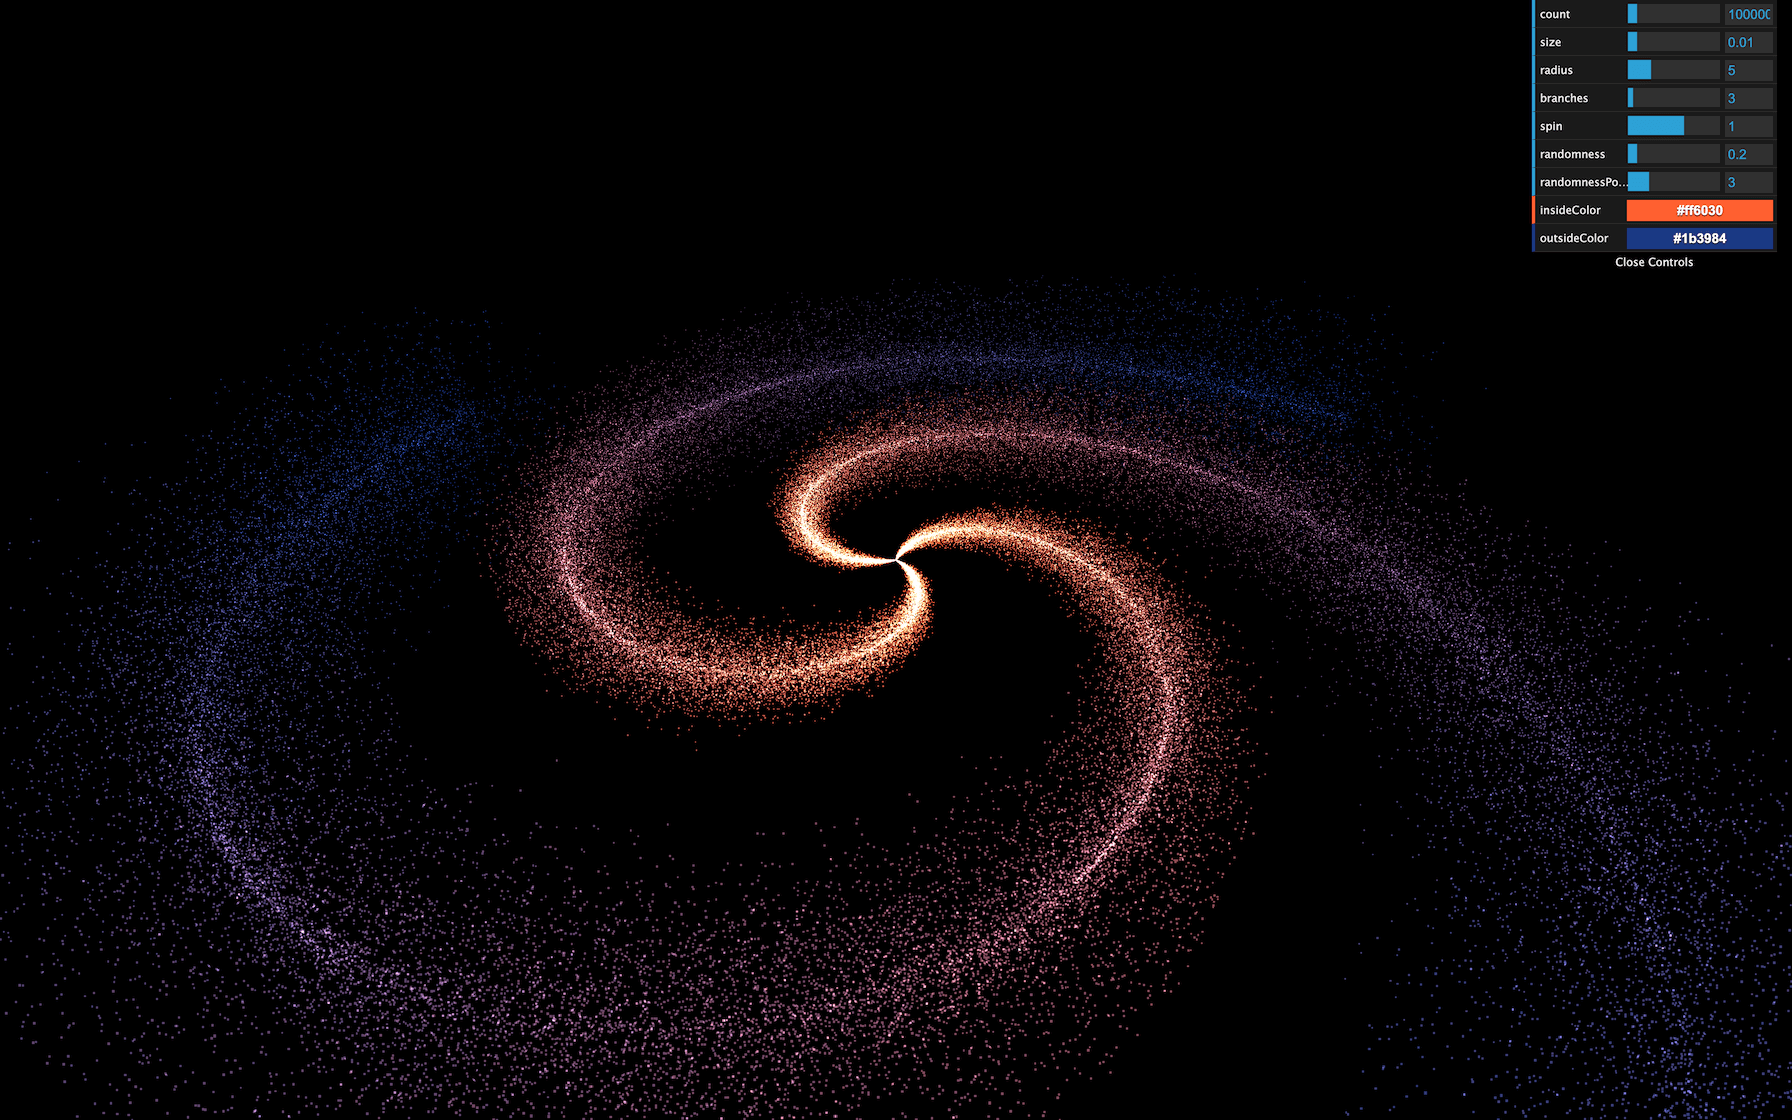 count 100000
size 0.01
radius 5
branches 3
spin 1
randomness 0.2
randomnessPo... 3
insideColor #ff6030
outsideColor #1b3984
Close Controls